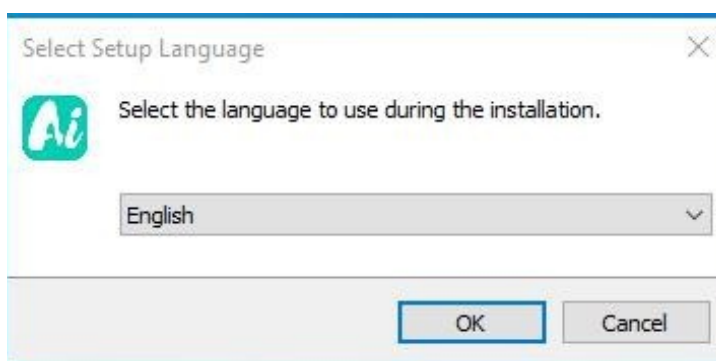 Select Setup Language
Ai
Select the language to use during the installation.
English
OK
Cancel